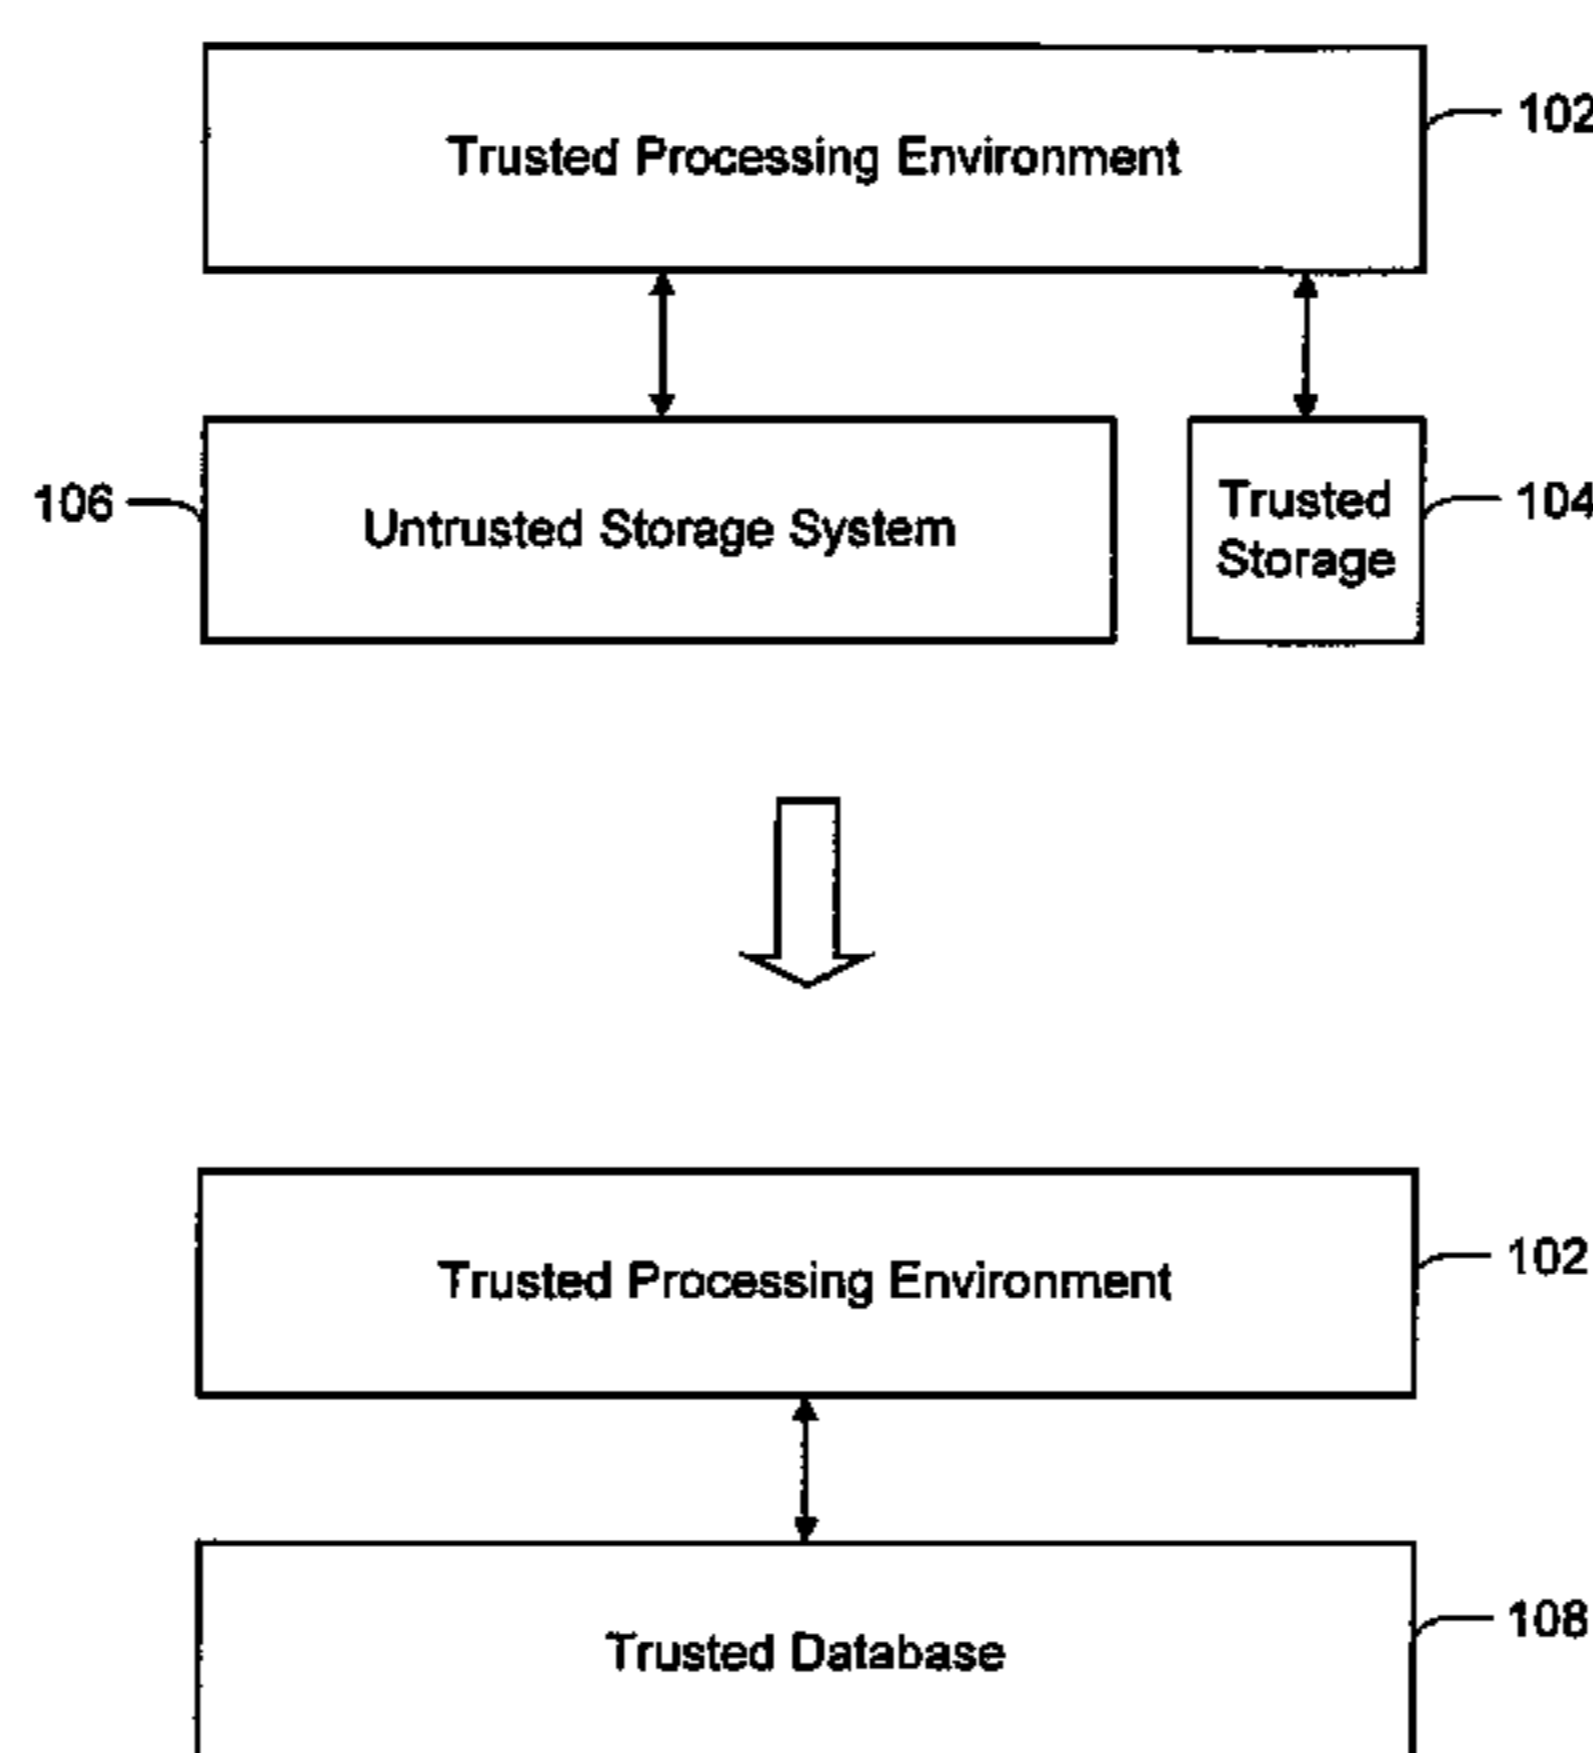 102
Trusted Processing Environment
106
Untrusted Storage System
Trusted
Storage
104
102
Trusted Processing Environment
108
Trusted Database